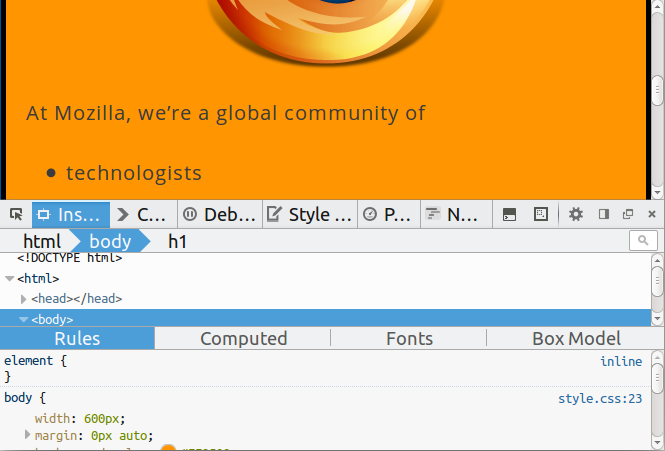 At Mozilla, we’re a global community of
technologists
Ins... C... Deb... Style ... P... N...
html body h1
<!DOCTYPE html>
<html>
<head></head>
<body>
Rules Computed Fonts Box Model
element { inline
}
body { style.css:23
width: 600px;
margin: 0px auto;